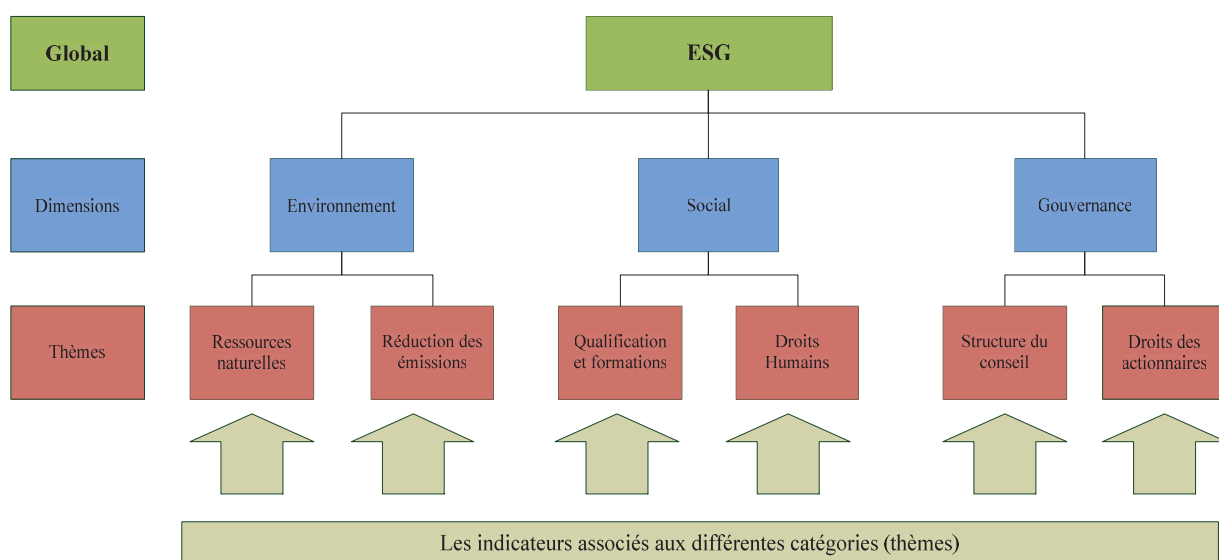 Global
ESG
Dimensions
Environnement
Social
Gouvernance
Thèmes
Ressources
naturelles
Réduction des
émissions
Qualification
et formations
Droits
Humains
Structure du
conseil
Droits des
actionnaires
Les indicateurs associés aux différentes catégories (thèmes)